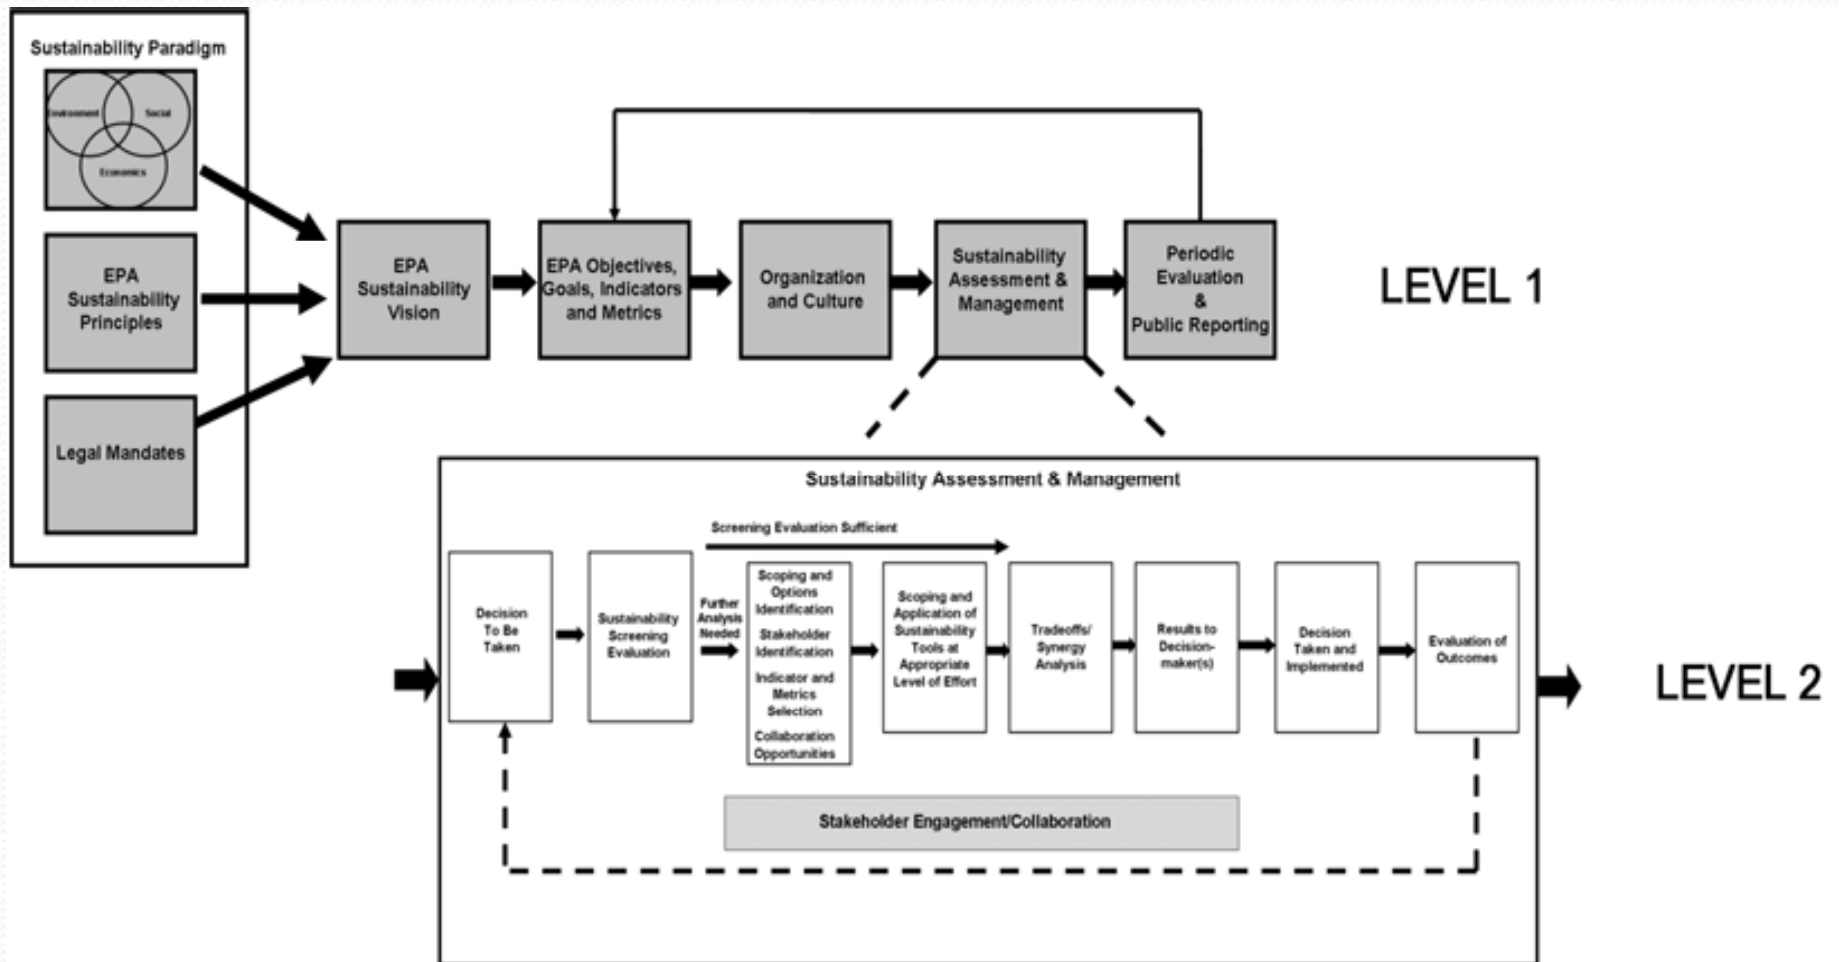 Sustainability Paradigm
Environment
Social
Economics
EPA
Sustainability
Principles
Legal Mandates
EPA
Sustainability
Vision
EPA Objectives,
Goals, Indicators
and Metrics
Organization
and Culture
Sustainability
Assessment &
Management
Periodic
Evaluation
&
Public Reporting
LEVEL 1
Sustainability Assessment & Management
Screening Evaluation Sufficient
Decision
To Be
Taken
Sustainability
Screening
Evaluation
Further
Analysis
Needed
Scoping and
Options
Identification
Stakeholder
Identification
Indicator and
Metrics
Selection
Collaboration
Opportunities
Scoping and
Application of
Sustainability
Tools at
Appropriate
Level of Effort
Tradeoffs/
Synergy
Analysis
Results to
Decision-
maker(s)
Decision
Taken and
Implemented
Evaluation of
Outcomes
Stakeholder Engagement/Collaboration
LEVEL 2